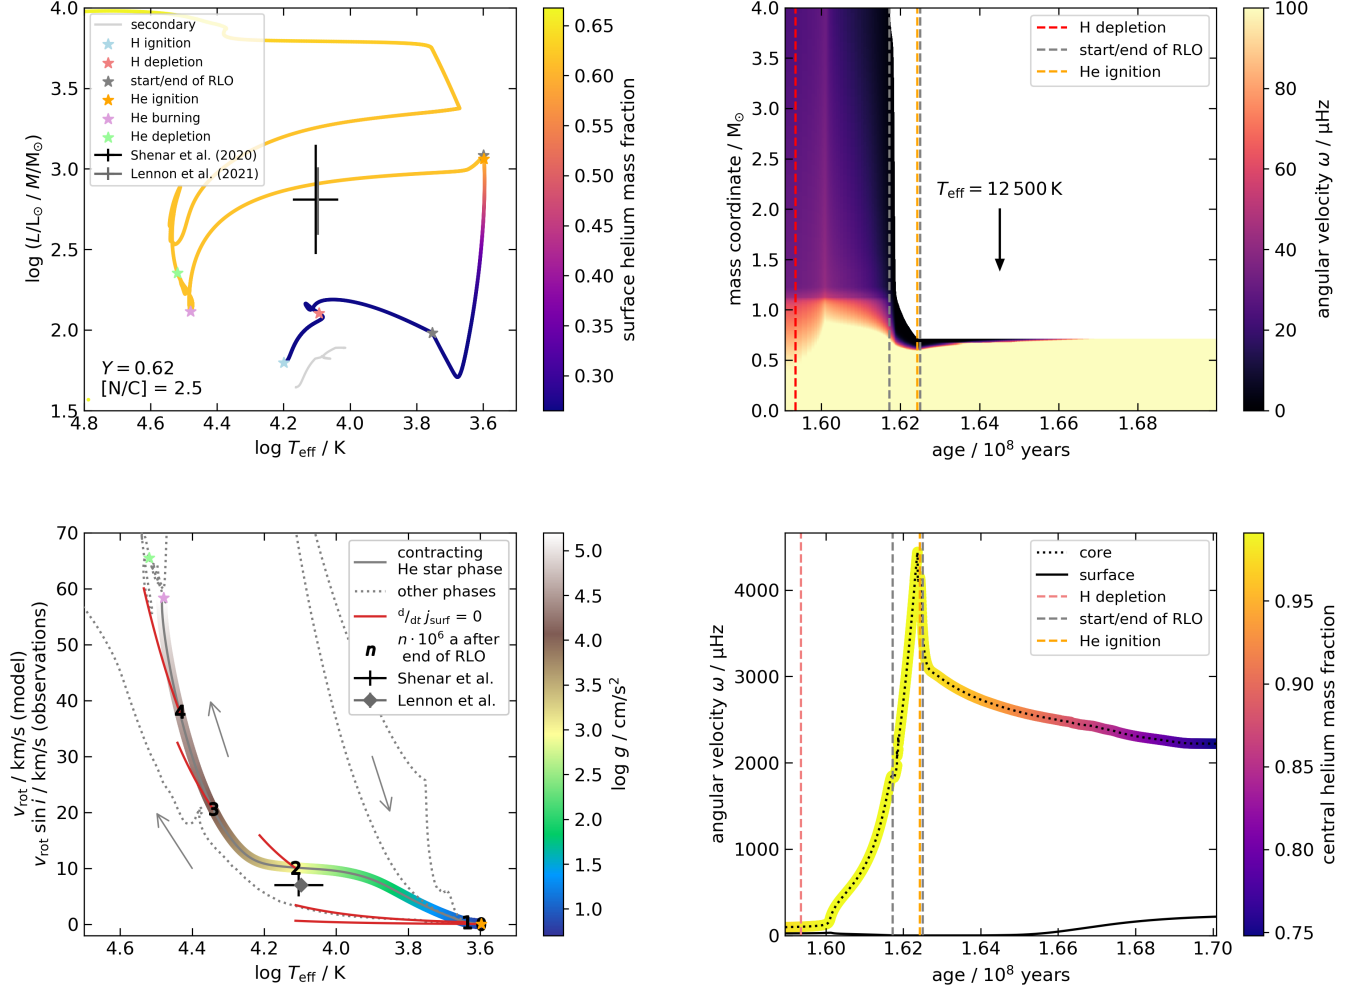 4.0
3.5
3.0
2.5
2.0
1.5
log (L/L⊙ / M/M⊙)
4.8
4.6
4.4
4.2
4.0
3.8
3.6
log Teff / K
secondary
H ignition
H depletion
start/end of RLO
He ignition
He burning
He depletion
Shenar et al. (2020)
Lennon et al. (2021)
Y = 0.62
[N/C] = 2.5
0.65
0.60
0.55
0.50
0.45
0.40
0.35
0.30
surface helium mass fraction
4.0
3.5
3.0
2.5
2.0
1.5
1.0
0.5
0.0
mass coordinate / M⊙
1.60
1.62
1.64
1.66
1.68
age / 10⁸ years
H depletion
start/end of RLO
He ignition
Teff = 12 500 K
100
80
60
40
20
0
angular velocity ω / μHz
70
60
50
40
30
20
10
0
vrot / km/s (model)
vrot sin i / km/s (observations)
4.6
4.4
4.2
4.0
3.8
3.6
log Teff / K
contracting
He star phase
other phases
d/dt jsurf = 0
n
n · 10⁶ a after
end of RLO
Shenar et al.
Lennon et al.
4
3
2
1
0
5.0
4.5
4.0
3.5
3.0
2.5
2.0
1.5
1.0
log g / cm/s²
4000
3000
2000
1000
0
angular velocity ω / μHz
1.60
1.62
1.64
1.66
1.68
1.70
age / 10⁸ years
core
surface
H depletion
start/end of RLO
He ignition
0.95
0.90
0.85
0.80
0.75
central helium mass fraction